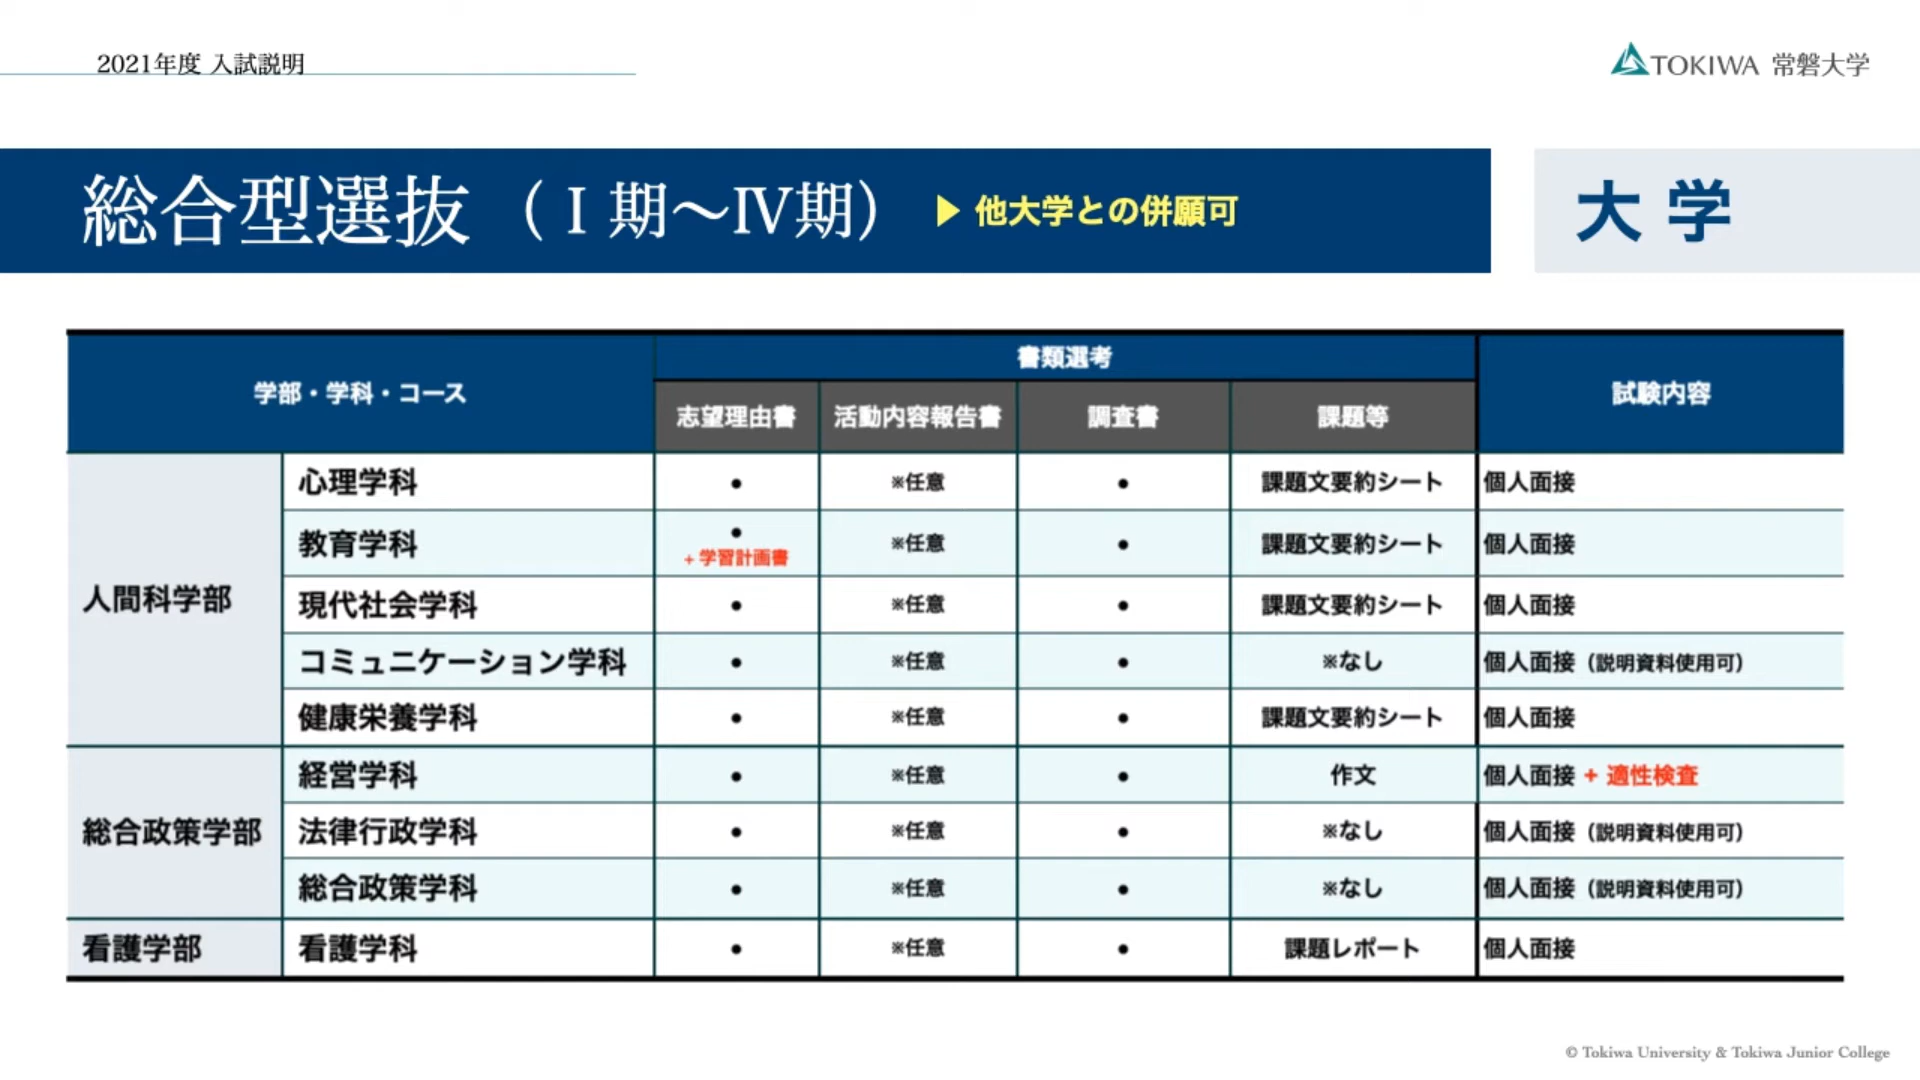 2021年度 入試説明
TOKIWA 常磐大学
総合型選抜（Ⅰ期〜Ⅳ期） ▶ 他大学との併願可
大学
学部・学科・コース 書類選考 試験内容
志望理由書 活動内容報告書 調査書 課題等
人間科学部
心理学科 • ※任意 • 課題文要約シート 個人面接
教育学科 • ※任意 • 課題文要約シート 個人面接
+ 学習計画書
現代社会学科 • ※任意 • 課題文要約シート 個人面接
コミュニケーション学科 • ※任意 • ※なし 個人面接（説明資料使用可）
健康栄養学科 • ※任意 • 課題文要約シート 個人面接
総合政策学部
経営学科 • ※任意 • 作文 個人面接 + 適性検査
法律行政学科 • ※任意 • ※なし 個人面接（説明資料使用可）
総合政策学科 • ※任意 • ※なし 個人面接（説明資料使用可）
看護学部 看護学科 • ※任意 • 課題レポート 個人面接
© Tokiwa University & Tokiwa Junior College